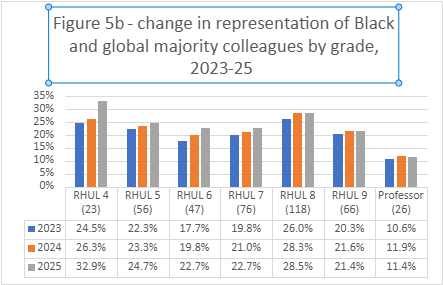 Figure 5b - change in representation of Black
and global majority colleagues by grade,
2023-25
35%
30%
25%
20%
15%
10%
5%
0%
RHUL 4 RHUL 5 RHUL 6 RHUL 7 RHUL 8 RHUL 9 Professor
(23) (56) (47) (76) (118) (66) (26)
2023 24.5% 22.3% 17.7% 19.8% 26.0% 20.3% 10.6%
2024 26.3% 23.3% 19.8% 21.0% 28.3% 21.6% 11.9%
2025 32.9% 24.7% 22.7% 22.7% 28.5% 21.4% 11.4%